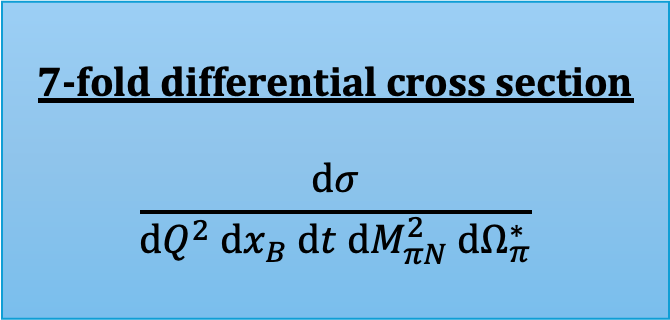 7-fold differential cross section
dσ
dQ² dx_B dt dM²_πN dΩ*_π